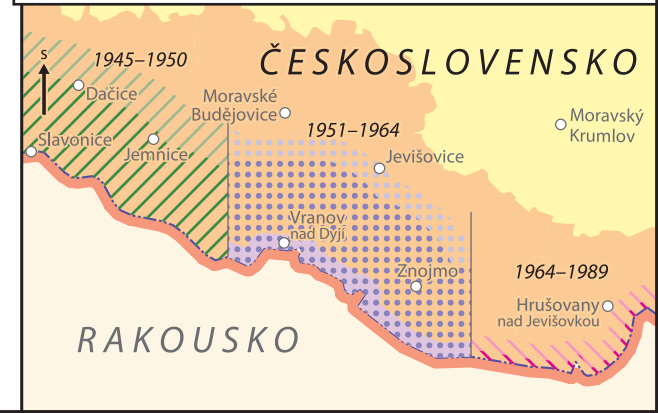 S
1945–1950
ČESKOSLOVENSKO
Dačice
Moravské
Budějovice
1951–1964
Moravský
Krumlov
Slavonice
Jemnice
Jevišovice
Vranov
nad Dyjí
Znojmo
1964–1989
Hrušovany
nad Jevišovkou
RAKOUSKO